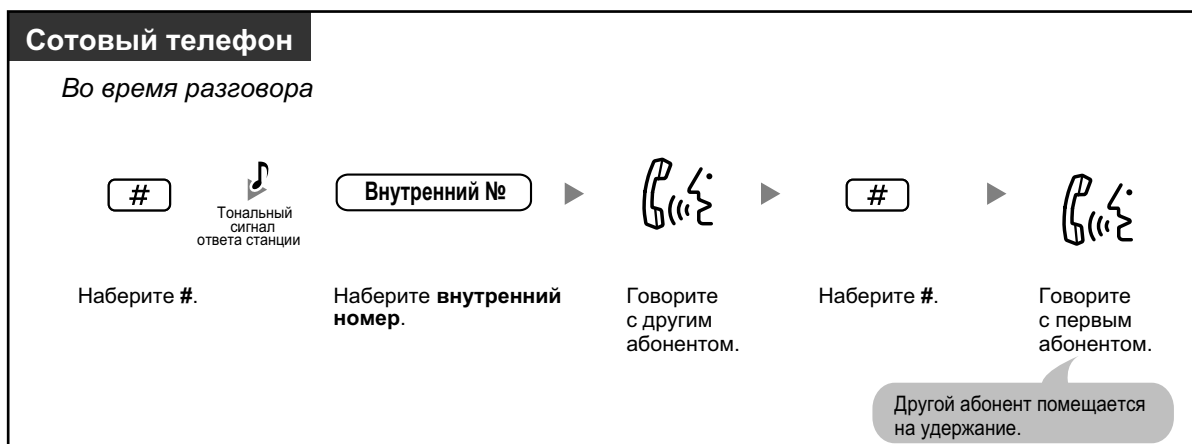 Сотовый телефон
Во время разговора
#
Тональный
сигнал
ответа станции
Внутренний №
#
Наберите #.
Наберите внутренний
номер.
Говорите
с другим
абонентом.
Наберите #.
Говорите
с первым
абонентом.
Другой абонент помещается
на удержание.